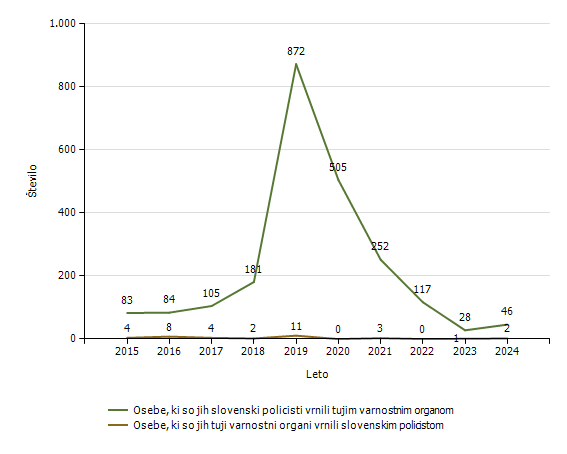 1.000
872
800
600
505
Število
400
252
200
181
83 84 105 117
28 46
4 8 4 2 11 0 3 0 1 2
0
2015 2016 2017 2018 2019 2020 2021 2022 2023 2024
Leto
Osebe, ki so jih slovenski policisti vrnili tujim varnostnim organom
Osebe, ki so jih tuji varnostni organi vrnili slovenskim policistom